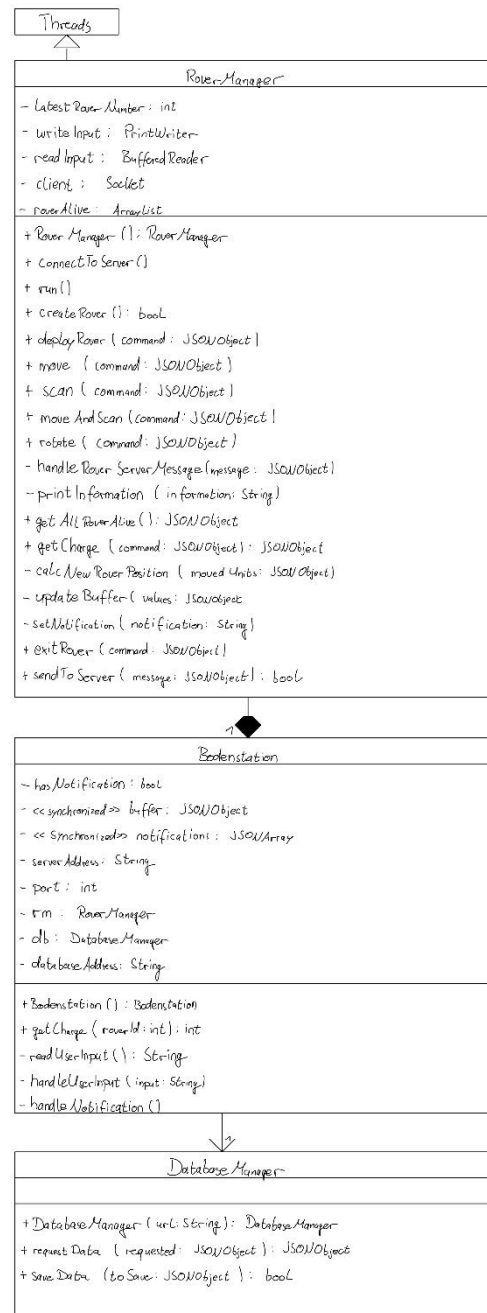 Threads
RoverManager
- latestRoverNumber: int
- writeInput: PrintWriter
- readInput: BufferedReader
- client: Socket
- roverAlive: ArrayList
+ RoverManager(): RoverManager
+ connectToServer()
+ run()
+ createRover(): bool
+ deployRover (command: JSONObject)
+ move (command: JSONObject)
+ scan (command: JSONObject)
+ moveAndScan (command: JSONObject)
+ rotate (command: JSONObject)
- handleRoverServerMessage(message: JSONObject)
- printInformation (information: String)
+ getAllRoverAlive(): JSONObject
+ getCharge (command: JSONObject): JSONObject
- calcNewRoverPosition (movedUnits: JSONObject)
- updateBuffer( values: JSONobject
- setNotification( notification: String)
+ exitRover (command: JSONObject)
+ sendToServer ( message: JSONObject): bool
1
Bodenstation
- hasNotification: bool
- <<synchronized>> buffer: JSONObject
- <<synchronized>> notifications: JSONArray
- serverAddress: String
- port: int
- rm: RoverManager
- db: DatabaseManager
- databaseAddress: String
+ Bodenstation(): Bodenstation
+ getCharge (roverId: int): int
- readUserInput(): String
- handleUserInput (input: String)
- handleNotification()
1
DatabaseManager
+ DatabaseManager (url: String): DatabaseManager
+ requestData (requested: JSONObject): JSONObject
+ saveData (toSave: JSONObject): bool